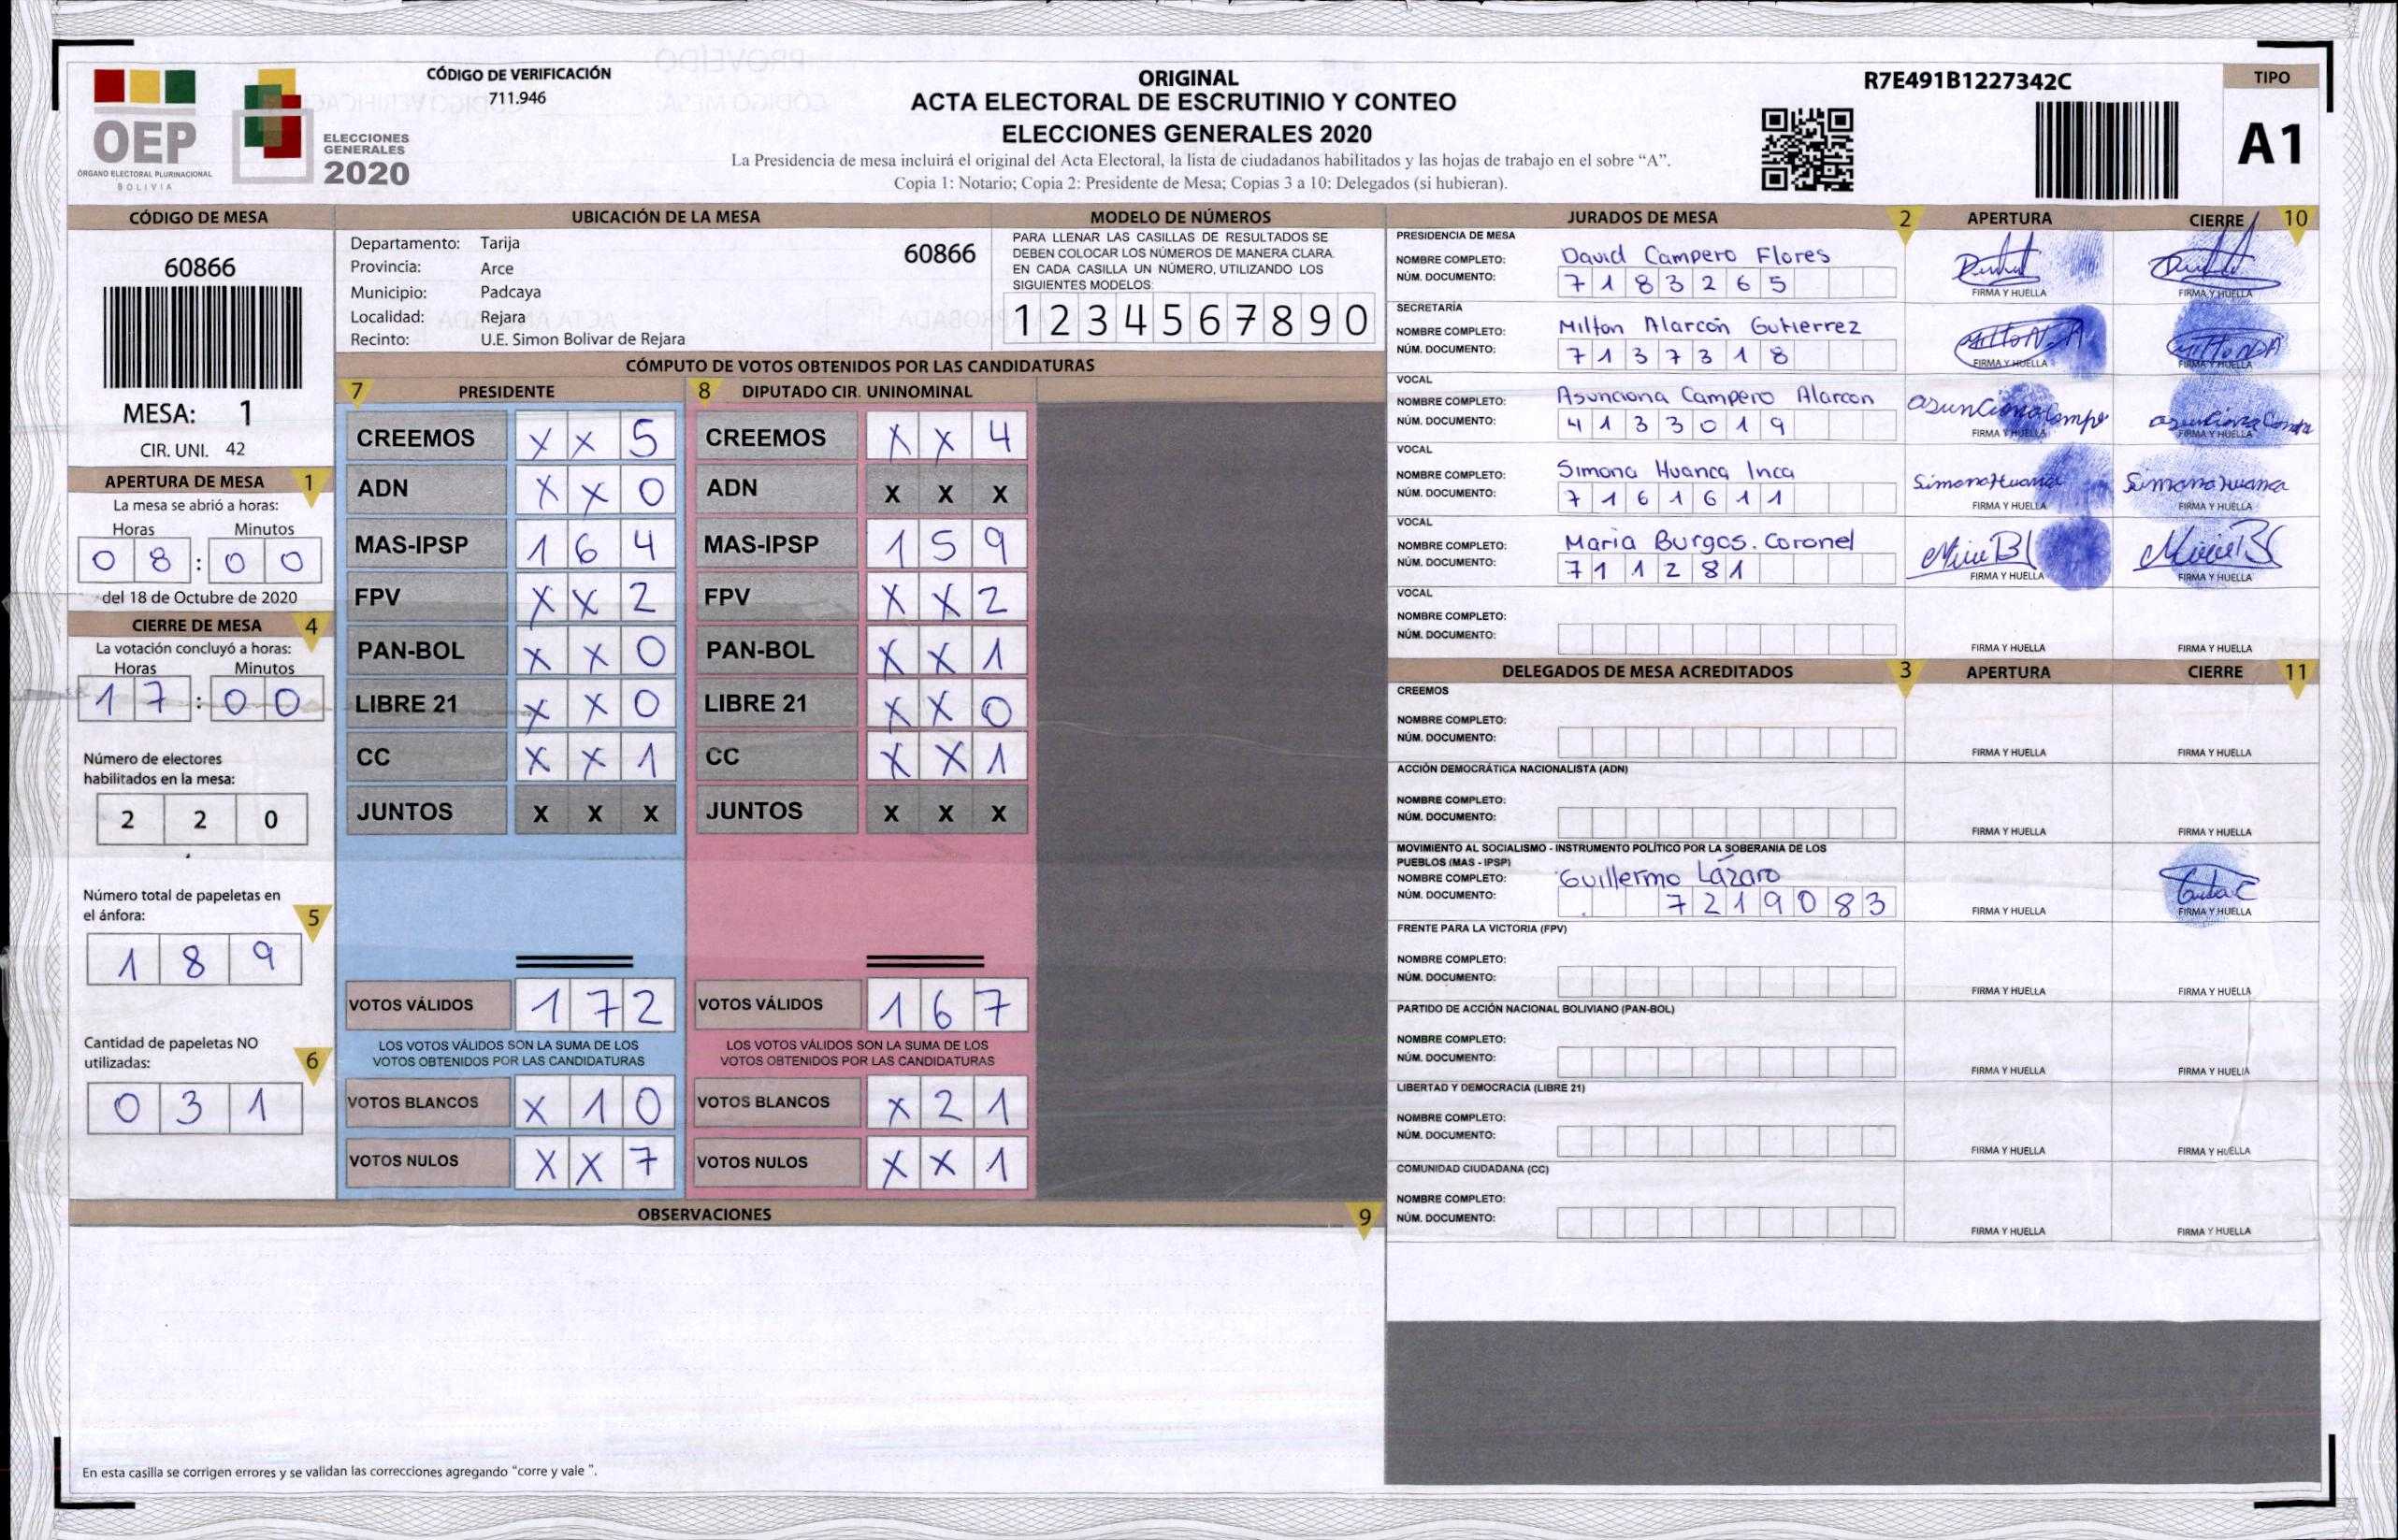 OEP
ÓRGANO ELECTORAL PLURINACIONAL
BOLIVIA
ELECCIONES
GENERALES
2020
CÓDIGO DE VERIFICACIÓN
711.946
ORIGINAL
ACTA ELECTORAL DE ESCRUTINIO Y CONTEO
ELECCIONES GENERALES 2020
La Presidencia de mesa incluirá el original del Acta Electoral, la lista de ciudadanos habilitados y las hojas de trabajo en el sobre “A”.
Copia 1: Notario; Copia 2: Presidente de Mesa; Copias 3 a 10: Delegados (si hubieran).
R7E491B1227342C
TIPO
A1
CÓDIGO DE MESA
60866
MESA: 1
CIR. UNI. 42
APERTURA DE MESA 1
La mesa se abrió a horas:
Horas Minutos
0 8 : 0 0
del 18 de Octubre de 2020
CIERRE DE MESA 4
La votación concluyó a horas:
Horas Minutos
1 7 : 0 0
Número de electores
habilitados en la mesa:
2 2 0
Número total de papeletas en
el ánfora: 5
1 8 9
Cantidad de papeletas NO
utilizadas: 6
0 3 1
UBICACIÓN DE LA MESA
Departamento: Tarija
60866
Provincia: Arce
Municipio: Padcaya
Localidad: Rejara
Recinto: U.E. Simon Bolivar de Rejara
MODELO DE NÚMEROS
PARA LLENAR LAS CASILLAS DE RESULTADOS SE
DEBEN COLOCAR LOS NÚMEROS DE MANERA CLARA.
EN CADA CASILLA UN NÚMERO, UTILIZANDO LOS
SIGUIENTES MODELOS:
1 2 3 4 5 6 7 8 9 0
CÓMPUTO DE VOTOS OBTENIDOS POR LAS CANDIDATURAS
7 PRESIDENTE
CREEMOS X X 5
ADN X X 0
MAS-IPSP 1 6 4
FPV X X 2
PAN-BOL X X 0
LIBRE 21 X X 0
CC X X 1
JUNTOS X X X
VOTOS VÁLIDOS 1 7 2
LOS VOTOS VÁLIDOS SON LA SUMA DE LOS
VOTOS OBTENIDOS POR LAS CANDIDATURAS
VOTOS BLANCOS X 1 0
VOTOS NULOS X X 7
8 DIPUTADO CIR. UNINOMINAL
CREEMOS X X 4
ADN X X X
MAS-IPSP 1 5 9
FPV X X 2
PAN-BOL X X 1
LIBRE 21 X X 0
CC X X 1
JUNTOS X X X
VOTOS VÁLIDOS 1 6 7
LOS VOTOS VÁLIDOS SON LA SUMA DE LOS
VOTOS OBTENIDOS POR LAS CANDIDATURAS
VOTOS BLANCOS X 2 1
VOTOS NULOS X X 1
OBSERVACIONES 9
En esta casilla se corrigen errores y se validan las correcciones agregando “corre y vale ”.
JURADOS DE MESA 2 APERTURA CIERRE 10
PRESIDENCIA DE MESA
NOMBRE COMPLETO: David Campero Flores
NÚM. DOCUMENTO: 7 1 8 3 2 6 5
FIRMA Y HUELLA FIRMA Y HUELLA
SECRETARÍA
NOMBRE COMPLETO: Milton Alarcón Gutierrez
NÚM. DOCUMENTO: 7 1 3 7 3 1 8
FIRMA Y HUELLA FIRMA Y HUELLA
VOCAL
NOMBRE COMPLETO: Asunciona Campero Alarcon
NÚM. DOCUMENTO: 4 1 3 3 0 1 9
FIRMA Y HUELLA FIRMA Y HUELLA
VOCAL
NOMBRE COMPLETO: Simona Huanca Inca
NÚM. DOCUMENTO: 7 1 6 1 6 1 1
Simona Huanca Simona Huanca
FIRMA Y HUELLA FIRMA Y HUELLA
VOCAL
NOMBRE COMPLETO: Maria Burgos. Coronel
NÚM. DOCUMENTO: 7 1 1 2 8 1
FIRMA Y HUELLA FIRMA Y HUELLA
VOCAL
NOMBRE COMPLETO:
NÚM. DOCUMENTO:
FIRMA Y HUELLA FIRMA Y HUELLA
DELEGADOS DE MESA ACREDITADOS 3 APERTURA CIERRE 11
CREEMOS
NOMBRE COMPLETO:
NÚM. DOCUMENTO:
FIRMA Y HUELLA FIRMA Y HUELLA
ACCIÓN DEMOCRÁTICA NACIONALISTA (ADN)
NOMBRE COMPLETO:
NÚM. DOCUMENTO:
FIRMA Y HUELLA FIRMA Y HUELLA
MOVIMIENTO AL SOCIALISMO - INSTRUMENTO POLÍTICO POR LA SOBERANIA DE LOS
PUEBLOS (MAS - IPSP)
NOMBRE COMPLETO: Guillermo Lázaro
NÚM. DOCUMENTO: 7 2 1 9 0 8 3
FIRMA Y HUELLA FIRMA Y HUELLA
FRENTE PARA LA VICTORIA (FPV)
NOMBRE COMPLETO:
NÚM. DOCUMENTO:
FIRMA Y HUELLA FIRMA Y HUELLA
PARTIDO DE ACCIÓN NACIONAL BOLIVIANO (PAN-BOL)
NOMBRE COMPLETO:
NÚM. DOCUMENTO:
FIRMA Y HUELLA FIRMA Y HUELLA
LIBERTAD Y DEMOCRACIA (LIBRE 21)
NOMBRE COMPLETO:
NÚM. DOCUMENTO:
FIRMA Y HUELLA FIRMA Y HUELLA
COMUNIDAD CIUDADANA (CC)
NOMBRE COMPLETO:
NÚM. DOCUMENTO:
FIRMA Y HUELLA FIRMA Y HUELLA